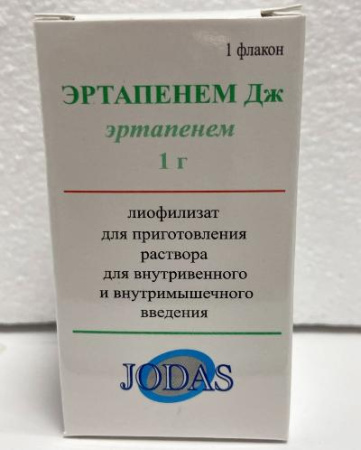 1 флакон
ЭРТАПЕНЕМ Дж
эртапенем
1 г
лиофилизат
для приготовления
раствора
для внутривенного
и внутримышечного
введения
JODAS